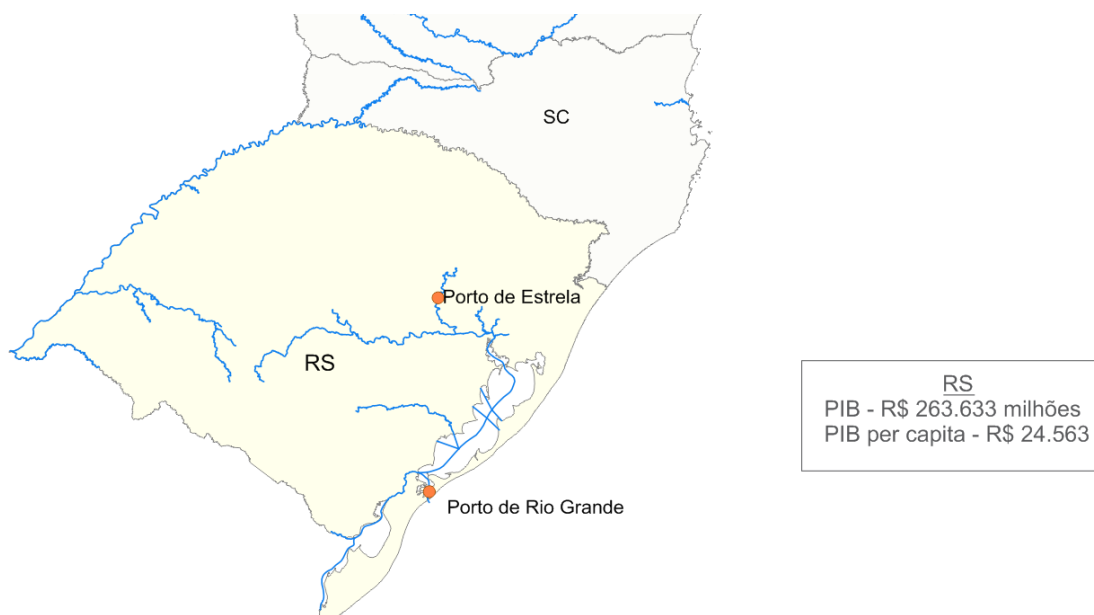 SC
Porto de Estrela
RS
RS
PIB - R$ 263.633 milhões
PIB per capita - R$ 24.563
Porto de Rio Grande